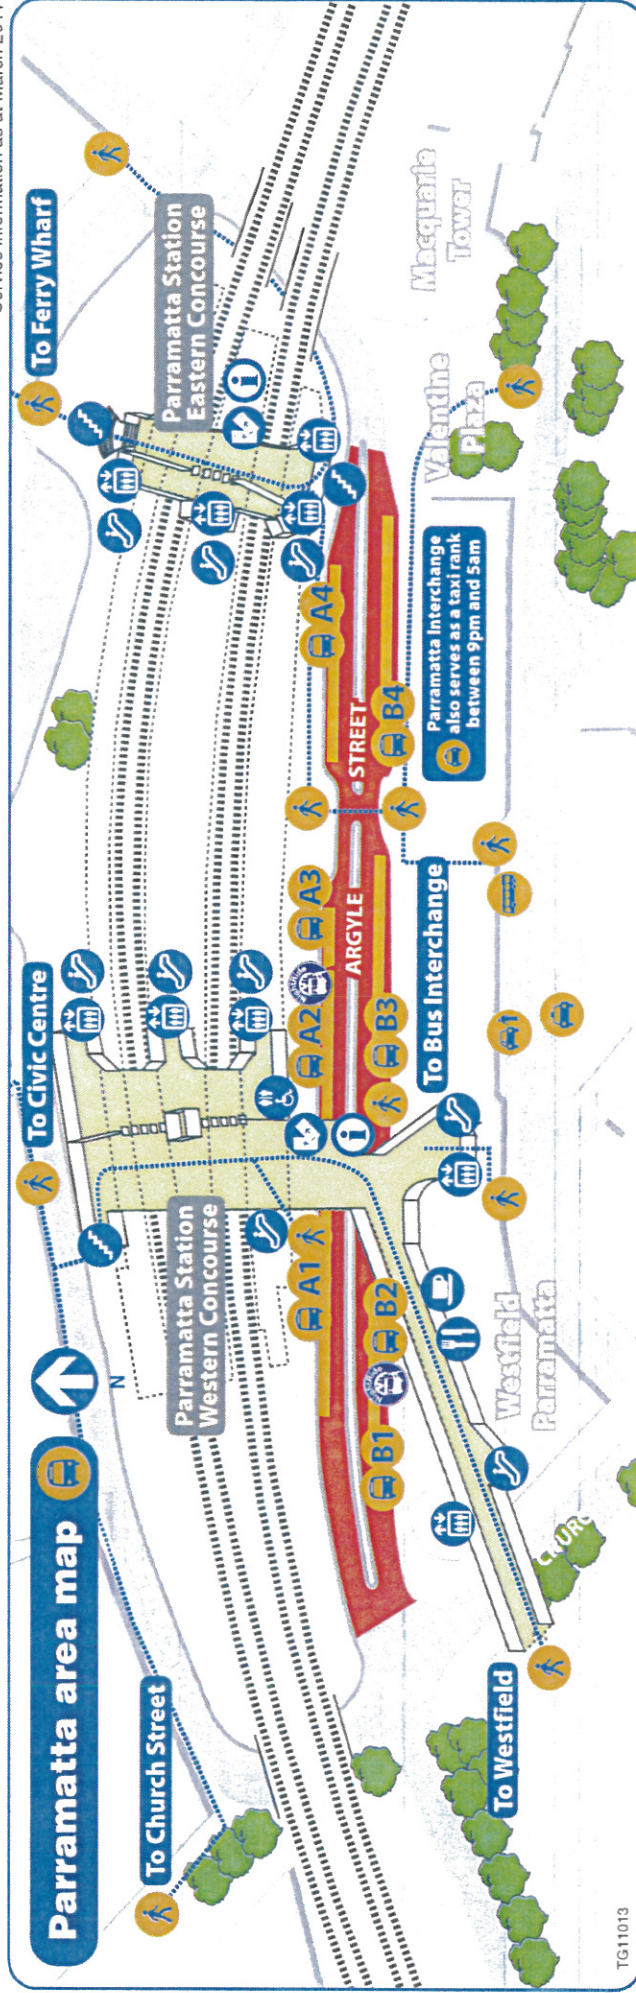 Parramatta area map
N
To Church Street
To Civic Centre
To Ferry Wharf
Parramatta Station
Western Concourse
Parramatta Station
Eastern Concourse
A1
A2
A3
A4
ARGYLE
STREET
B1
B2
B3
B4
To Bus Interchange
Parramatta Interchange
also serves as a taxi rank
between 9pm and 5am
Valentine
Plaza
Macquarie
Tower
Westfield
Parramatta
To Westfield
TG11013